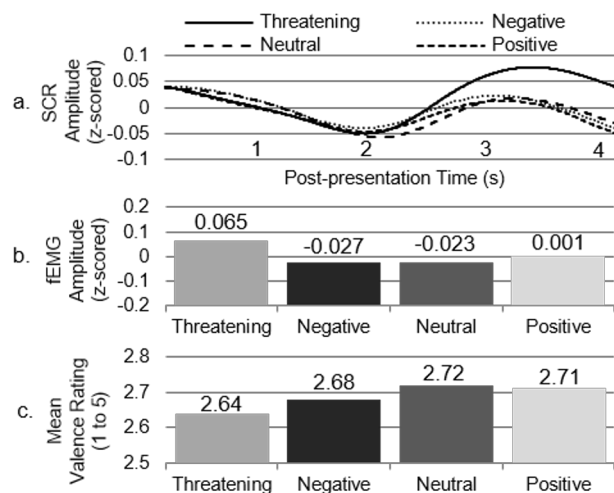 Threatening Negative
Neutral Positive
a.
SCR
Amplitude
(z-scored)
0.1
0.05
0
-0.05
-0.1
1 2 3 4
Post-presentation Time (s)
b.
fEMG
Amplitude
(z-scored)
0.2
0.1
0
-0.1
-0.2
0.065 -0.027 -0.023 0.001
Threatening Negative Neutral Positive
c.
Mean
Valence Rating
(1 to 5)
2.8
2.7
2.6
2.5
2.64 2.68 2.72 2.71
Threatening Negative Neutral Positive